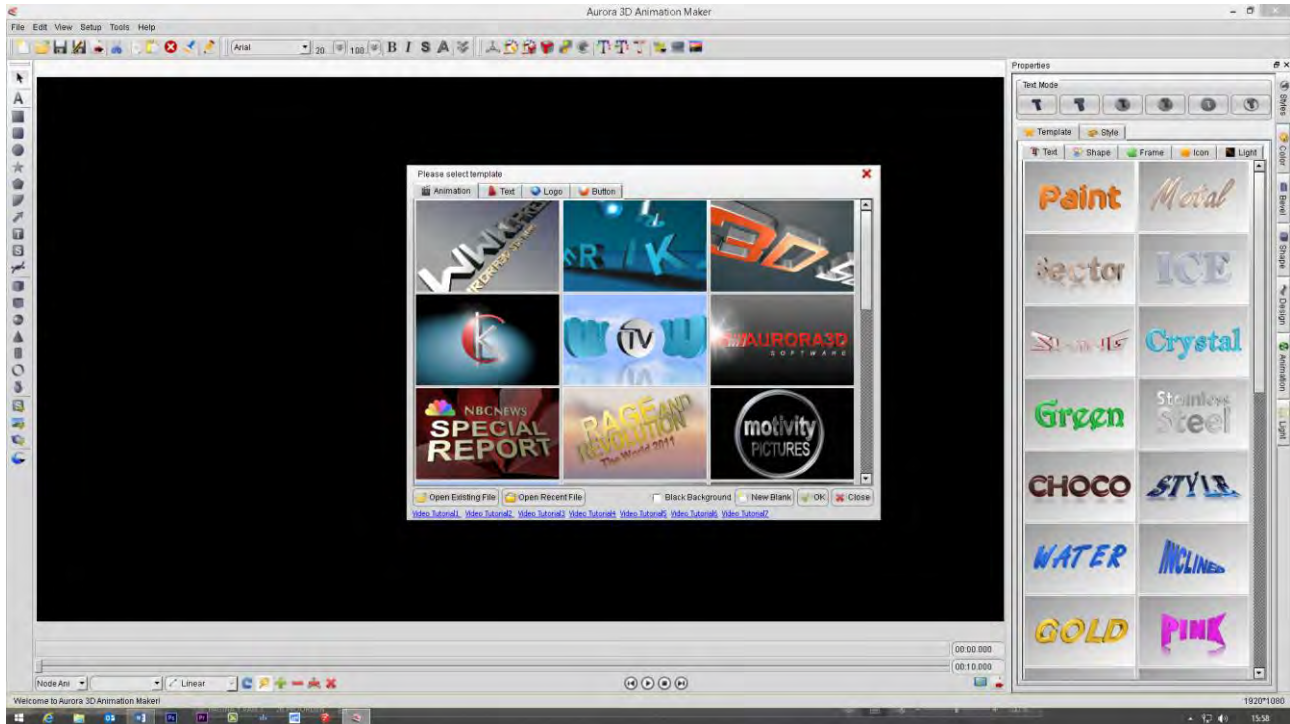 Aurora 3D Animation Maker
File Edit View Setup Tools Help
Arial 20 100 B I S A
Properties
Text Mode
Template Style
Text Shape Frame Icon Light
Styles
Color
Bevel
Shape
Design
Animation
Light
Please select template
Animation Text Logo Button
3D
K
TV
AURORA3D
SOFTWARE
NBCNEWS
SPECIAL
REPORT
RAGE AND
REVOLUTION
The World 2011
motivity
PICTURES
Open Existing File Open Recent File Black Background New Blank OK Close
Video Tutorial1 Video Tutorial2 Video Tutorial3 Video Tutorial4 Video Tutorial5 Video Tutorial6 Video Tutorial7
Paint Metal
Sector ICE
Crystal
Green Stainless Steel
CHOCO STYLE
WATER INCLINED
GOLD PINK
00:00.000
00:10.000
Node Ani Linear
Welcome to Aurora 3D Animation Maker!
1920*1080
15:58